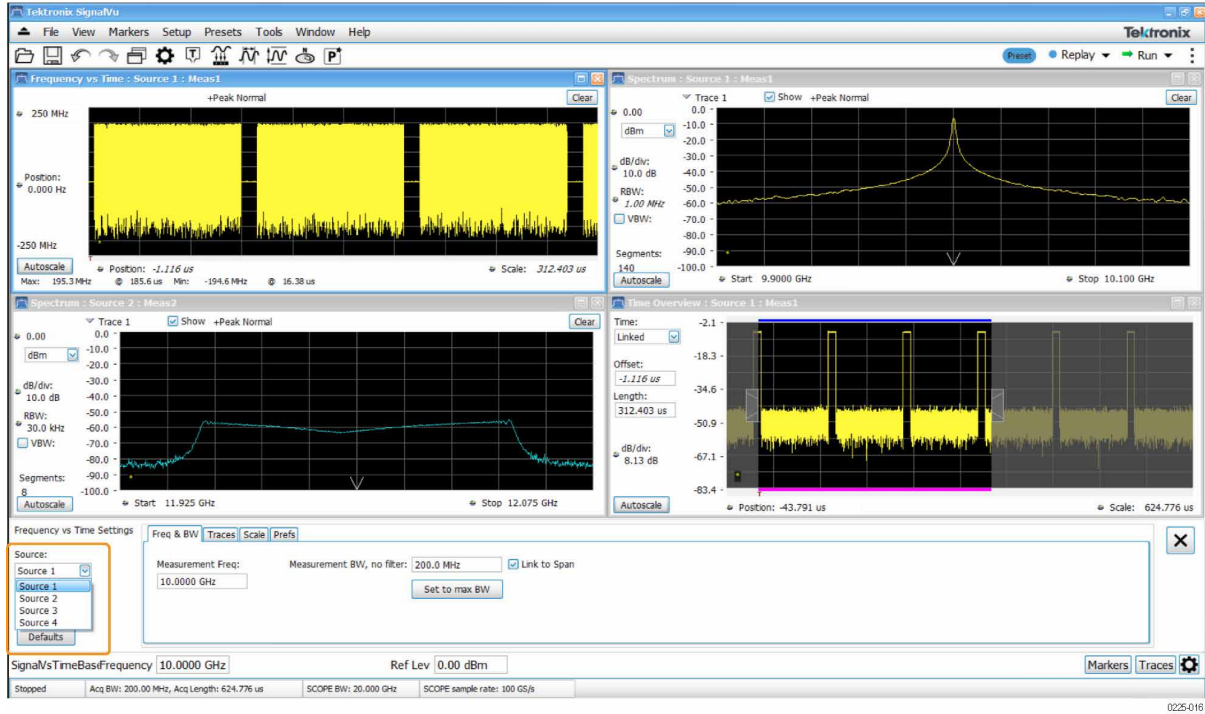 Tektronix SignalVu
File View Markers Setup Presets Tools Window Help
Tektronix
T P Preset Replay Run
Frequency vs Time : Source 1 : Meas1
+Peak Normal
Clear
250 MHz
Position:
0.000 Hz
-250 MHz
Autoscale
Position: -1.116 us
Scale: 312.403 us
Max: 195.3 MHz @ 185.6 us Min: -194.6 MHz @ 16.38 us
Spectrum : Source 1 : Meas1
Trace 1 Show +Peak Normal
Clear
0.00
dBm
dB/div:
10.0 dB
RBW:
1.00 MHz
VBW:
Segments:
140
Autoscale
0.0
-10.0
-20.0
-30.0
-40.0
-50.0
-60.0
-70.0
-80.0
-90.0
-100.0
Start 9.9000 GHz
Stop 10.100 GHz
Spectrum : Source 2 : Meas2
Trace 1 Show +Peak Normal
Clear
0.00
dBm
dB/div:
10.0 dB
RBW:
30.0 kHz
VBW:
Segments:
8
Autoscale
0.0
-10.0
-20.0
-30.0
-40.0
-50.0
-60.0
-70.0
-80.0
-90.0
-100.0
Start 11.925 GHz
Stop 12.075 GHz
Time Overview : Source 1 : Meas1
Time:
Linked
Offset:
-1.116 us
Length:
312.403 us
dB/div:
8.13 dB
Autoscale
-2.1
-18.3
-34.6
-50.9
-67.1
-83.4
T
Position: -43.791 us
Scale: 624.776 us
Frequency vs Time Settings
Source:
Source 1
Source 1
Source 2
Source 3
Source 4
Defaults
Freq & BW Traces Scale Prefs
Measurement Freq:
10.0000 GHz
Measurement BW, no filter: 200.0 MHz Link to Span
Set to max BW
Frequency 10.0000 GHz
Ref Lev 0.00 dBm
Markers Traces
Stopped Acq BW: 200.00 MHz, Acq Length: 624.776 us SCOPE BW: 20.000 GHz SCOPE sample rate: 100 GS/s
0225-016